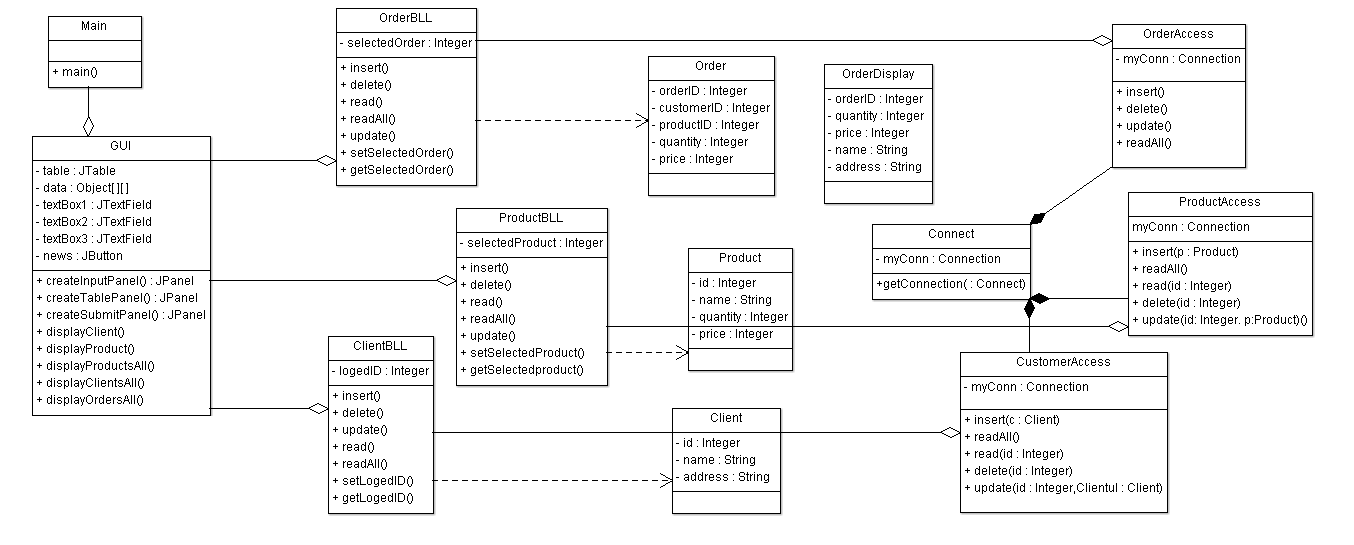 Main
+ main()
GUI
- table : JTable
- data : Object[][]
- textBox1 : JTextField
- textBox2 : JTextField
- textBox3 : JTextField
- news : JButton
+ createInputPanel() : JPanel
+ createTablePanel() : JPanel
+ createSubmitPanel() : JPanel
+ displayClient()
+ displayProduct()
+ displayProductsAll()
+ displayClientsAll()
+ displayOrdersAll()
OrderBLL
- selectedOrder : Integer
+ insert()
+ delete()
+ read()
+ readAll()
+ update()
+ setSelectedOrder()
+ getSelectedOrder()
ProductBLL
- selectedProduct : Integer
+ insert()
+ delete()
+ read()
+ readAll()
+ update()
+ setSelectedProduct()
+ getSelectedproduct()
ClientBLL
- logedID : Integer
+ insert()
+ delete()
+ update()
+ read()
+ readAll()
+ setLogedID()
+ getLogedID()
Order
- orderID : Integer
- customerID : Integer
- productID : Integer
- quantity : Integer
- price : Integer
OrderDisplay
- orderID : Integer
- quantity : Integer
- price : Integer
- name : String
- address : String
Product
- id : Integer
- name : String
- quantity : Integer
- price : Integer
Client
- id : Integer
- name : String
- address : String
OrderAccess
- myConn : Connection
+ insert()
+ delete()
+ update()
+ readAll()
Connect
- myConn : Connection
+getConnection( : Connect)
ProductAccess
myConn : Connection
+ insert(p : Product)
+ readAll()
+ read(id : Integer)
+ delete(id : Integer)
+ update(id: Integer. p:Product)()
CustomerAccess
- myConn : Connection
+ insert(c : Client)
+ readAll()
+ read(id : Integer)
+ delete(id : Integer)
+ update(id : Integer,Clientul : Client)